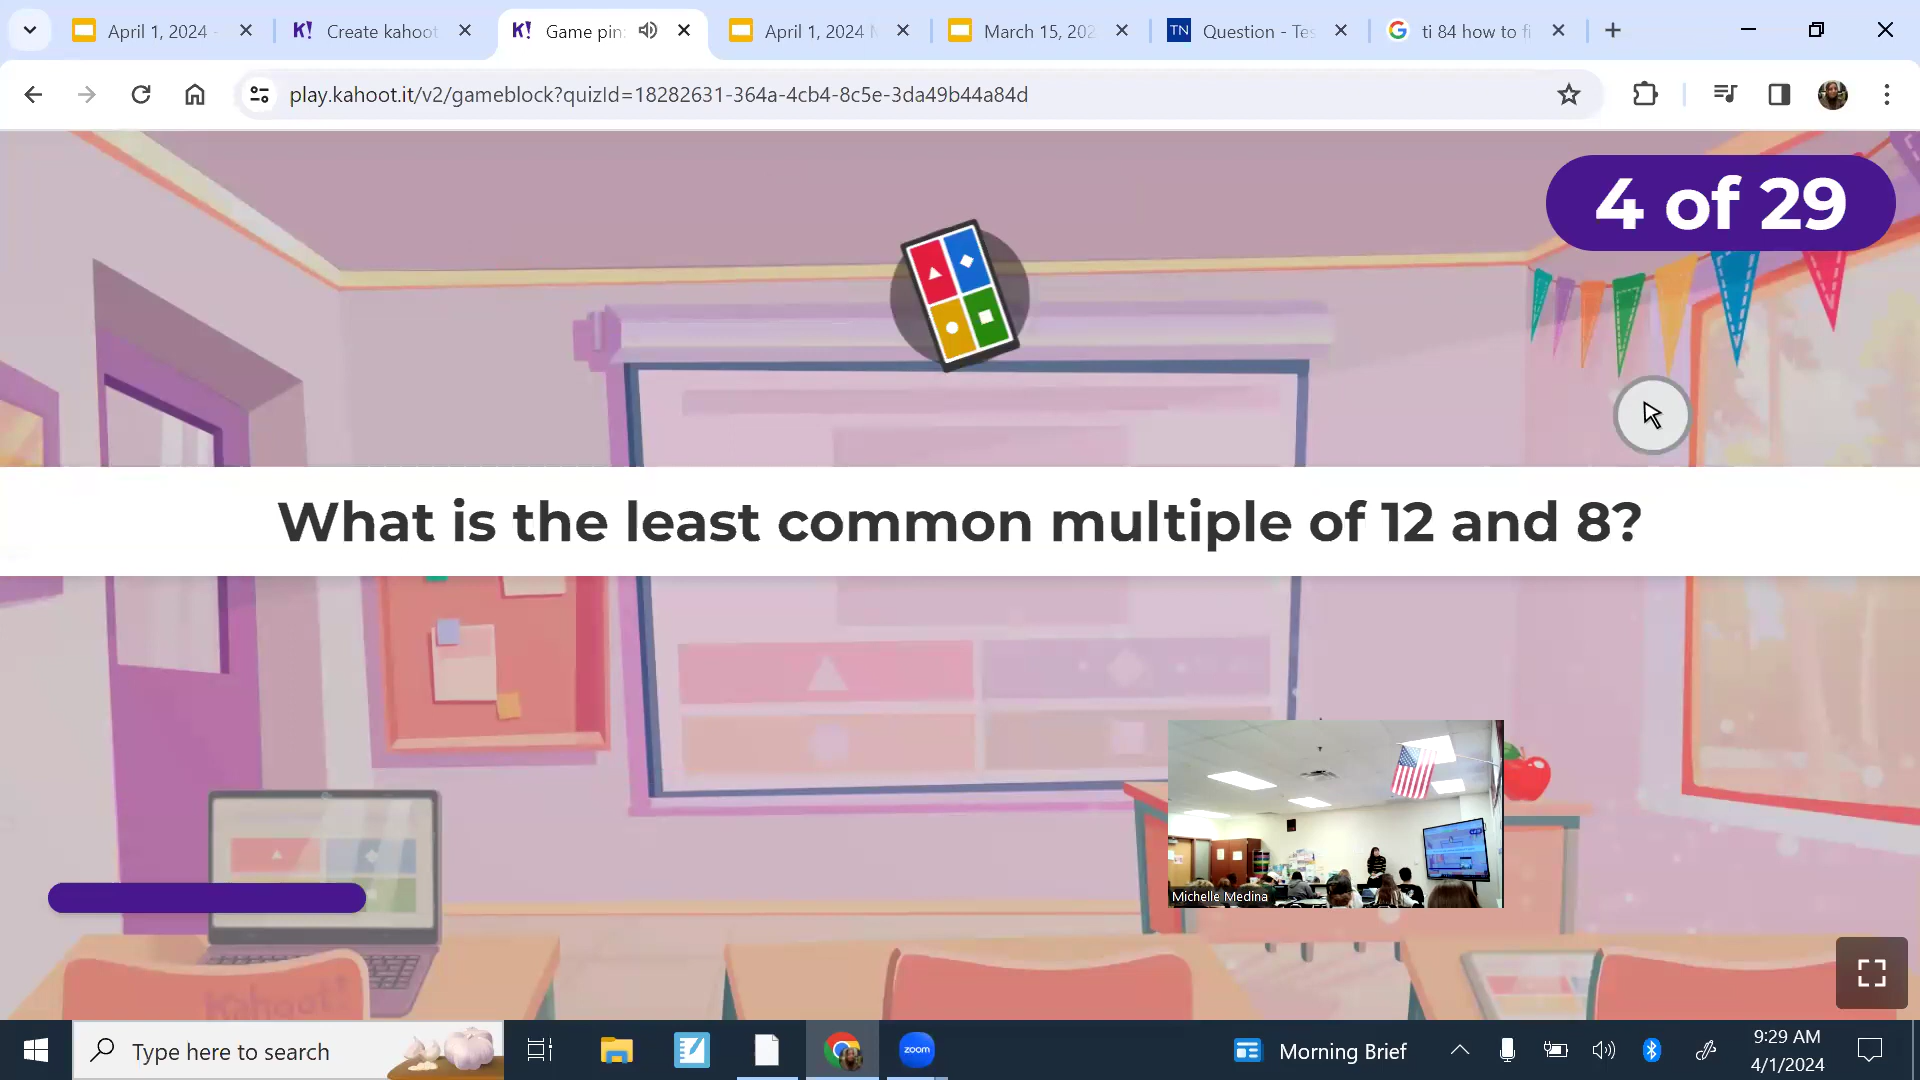 April 1, 2024 -
Create kahoot
Game pin:
April 1, 2024 M
March 15, 202
TN
Question - Tes
ti 84 how to fi
play.kahoot.it/v2/gameblock?quizId=18282631-364a-4cb4-8c5e-3da49b44a84d
4 of 29
What is the least common multiple of 12 and 8?
Michelle Medina
Kahoot!
Type here to search
zoom
Morning Brief
9:29 AM
4/1/2024